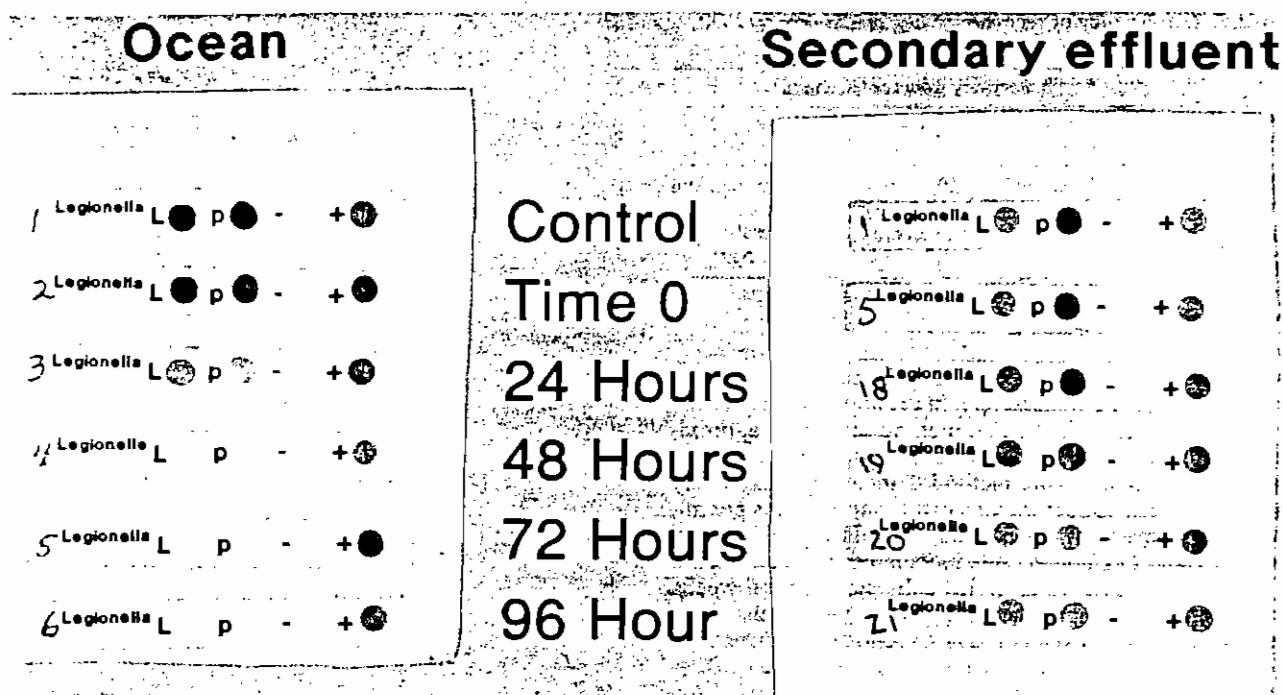 Ocean
Secondary effluent
1 Legionella L p - +
Control
1 Legionella L p - +
2 Legionella L p - +
Time 0
5 Legionella L p - +
3 Legionella L p - +
24 Hours
18 Legionella L p - +
4 Legionella L p - +
48 Hours
19 Legionella L p - +
5 Legionella L p - +
72 Hours
20 Legionella L p - +
6 Legionella L p - +
96 Hour
21 Legionella L p - +